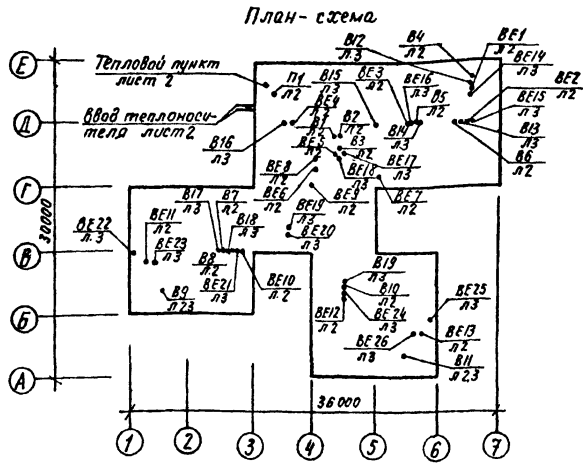 План-схема
В12
л.3
В4
л2
ВЕ1
л2
ВЕ14
л3
ВЕ2
л2
Е
Тепловой пункт
лист 2
П1
л2
В15
л3
ВЕ3
л2
ВЕ16
л3
В5
л2
ВЕ15
л3
Ввод теплоноси-
теля лист 2
ВЕ4
л2
В2
л2
Д
В16
л3
В14
л3
В13
л3
В6
л2
В3
л2
ВЕ5
л2
ВЕ17
л3
ВЕ8
л2
ВЕ18
л3
ВЕ6
л2
ВЕ9
л2
ВЕ7
л2
Г
В17
л3
В7
л2
В18
л3
ВЕ19
л3
ВЕ20
л3
ВЕ11
л2
ВЕ22
л.3
ВЕ23
л3
В
В8
л2
ВЕ21
л3
ВЕ10
л2
В9
л23
В19
л3
В10
л2
ВЕ24
л3
ВЕ12
л2
ВЕ25
л3
ВЕ13
л2
ВЕ26
л3
В11
л2,3
Б
А
30000
36000
1 2 3 4 5 6 7